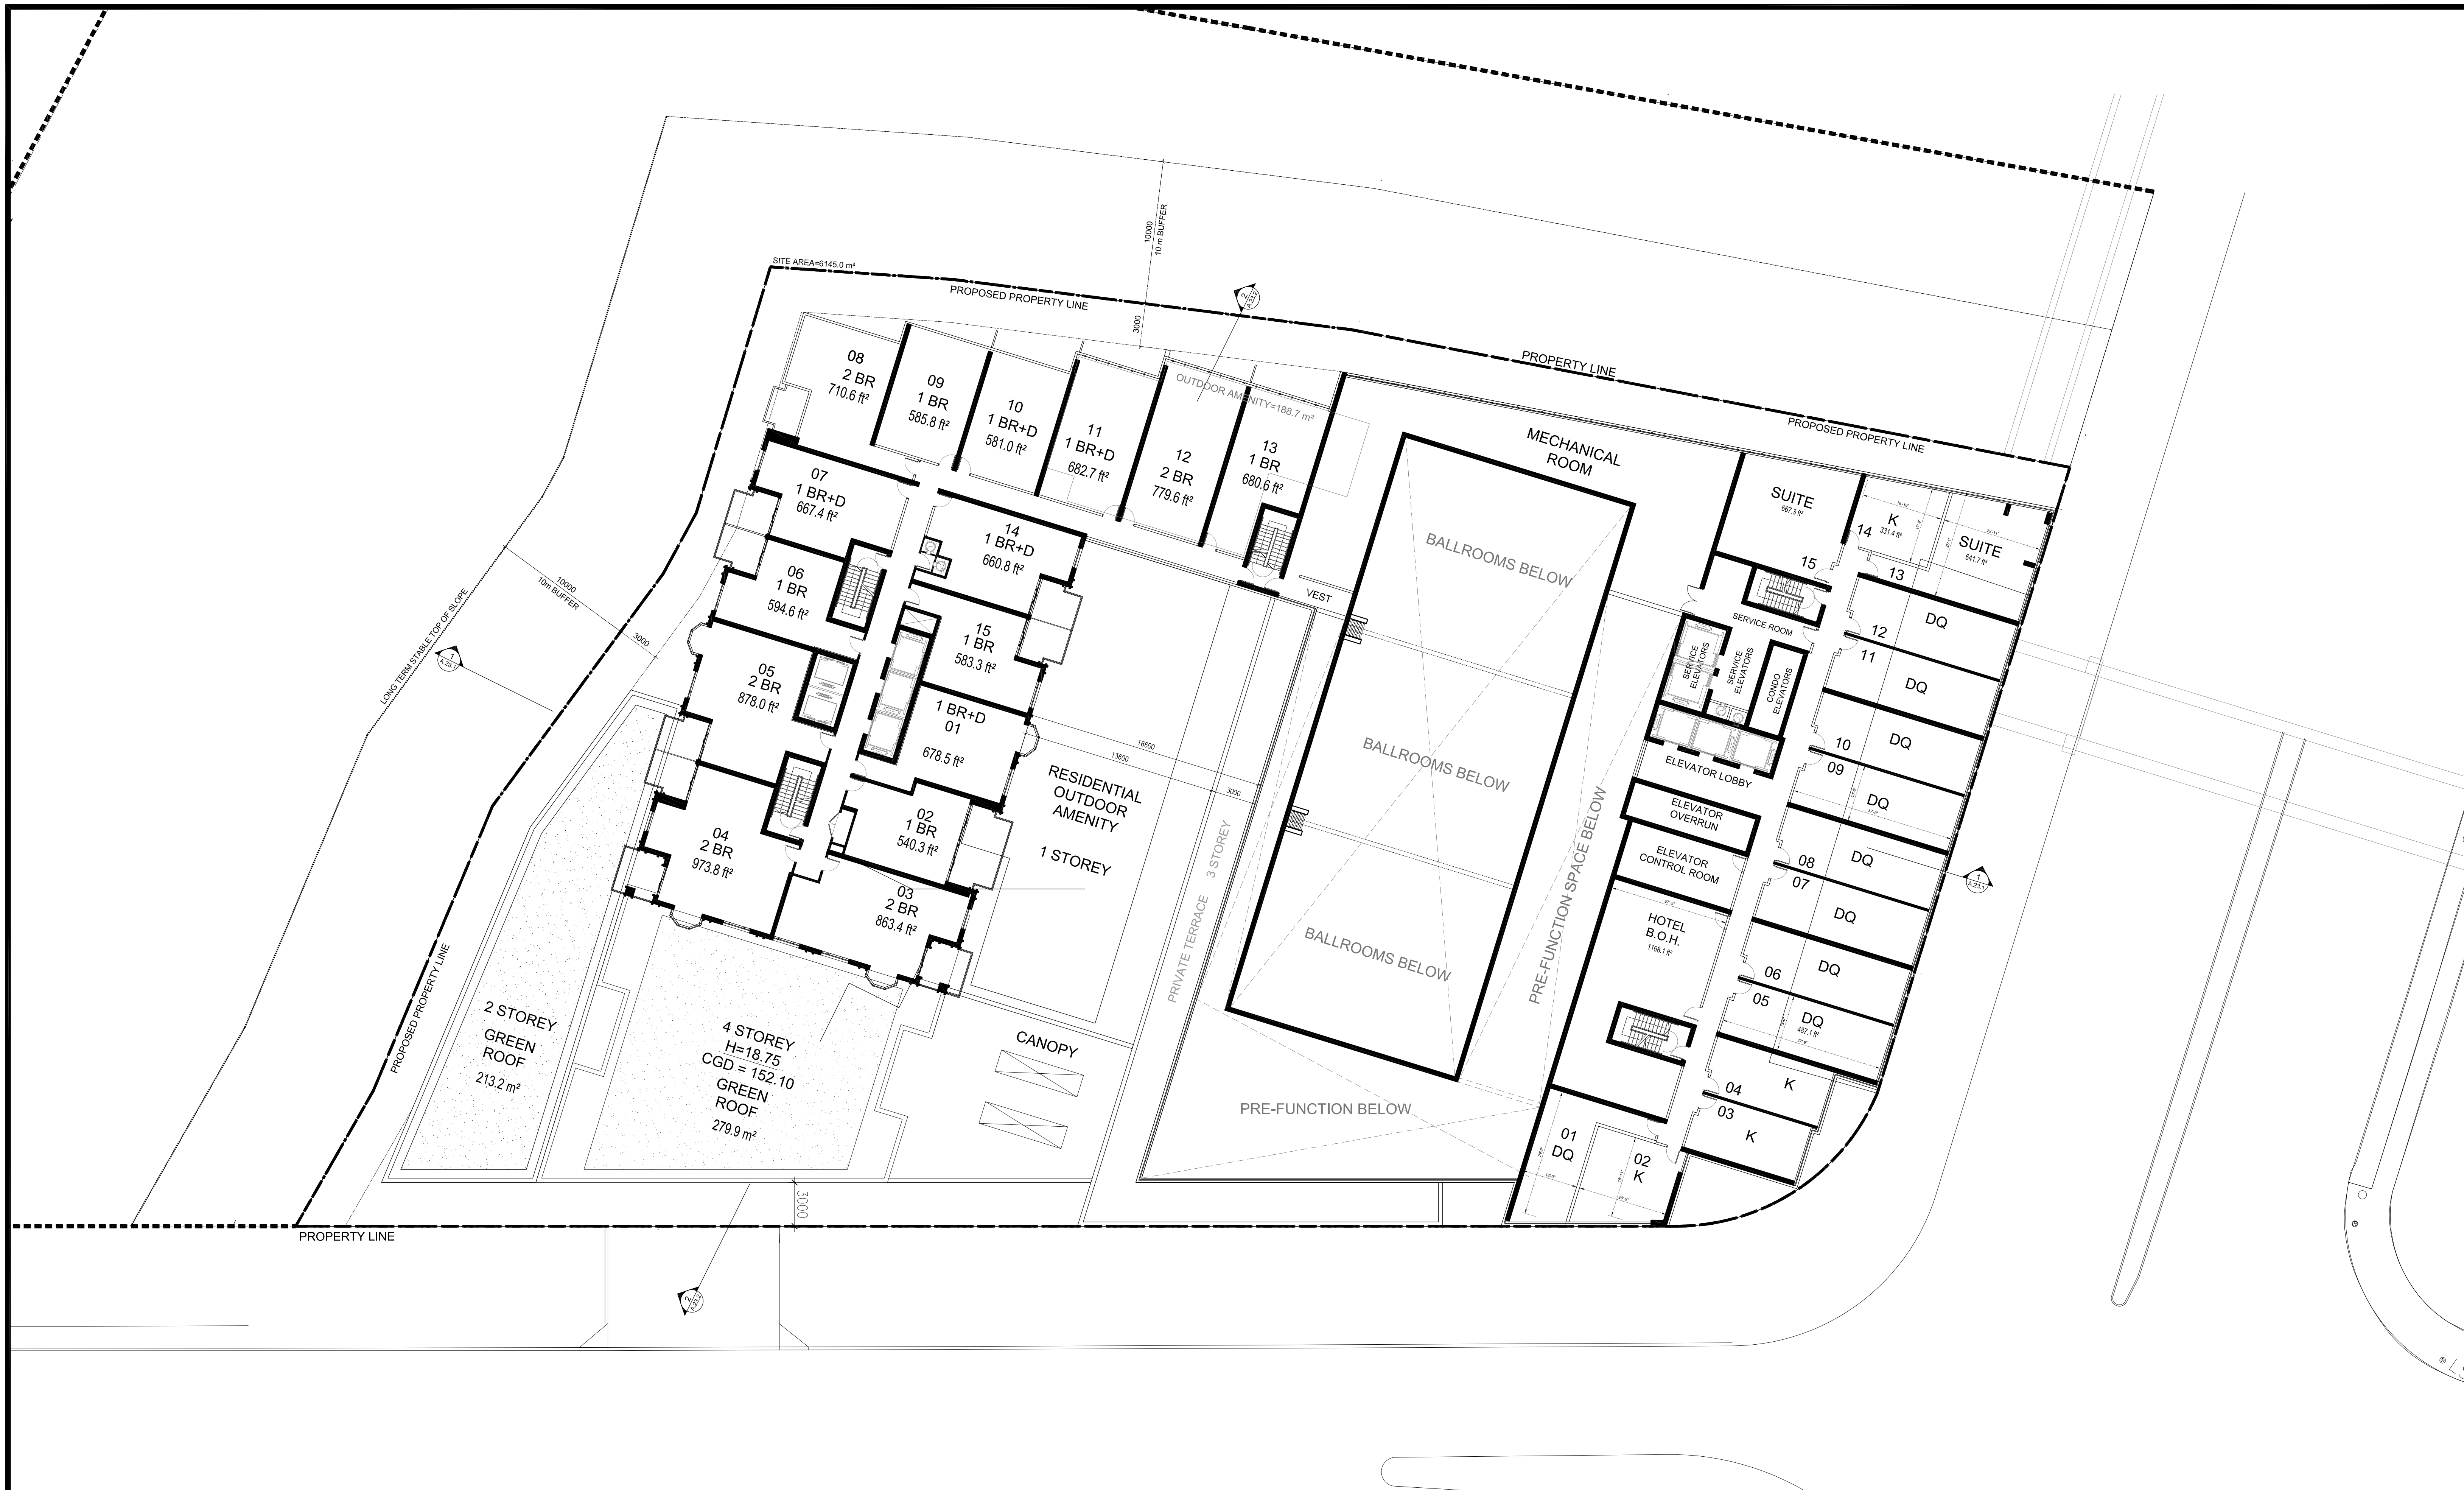 SITE AREA=6145.0 m²
PROPOSED PROPERTY LINE
10000
10 m BUFFER
3000
2
A.23.2
PROPERTY LINE
PROPOSED PROPERTY LINE
LONG TERM STABLE TOP OF SLOPE
10000
10m BUFFER
3000
1
A.23.1
PROPOSED PROPERTY LINE
08
2 BR
710.6 ft²
09
1 BR
585.8 ft²
10
1 BR+D
581.0 ft²
11
1 BR+D
682.7 ft²
12
2 BR
779.6 ft²
13
1 BR
680.6 ft²
OUTDOOR AMENITY=188.7 m²
07
1 BR+D
667.4 ft²
14
1 BR+D
660.8 ft²
06
1 BR
594.6 ft²
15
1 BR
583.3 ft²
05
2 BR
878.0 ft²
1 BR+D
01
678.5 ft²
04
2 BR
973.8 ft²
02
1 BR
540.3 ft²
03
2 BR
863.4 ft²
16600
13600
3000
RESIDENTIAL
OUTDOOR
AMENITY
1 STOREY
PRIVATE TERRACE
3 STOREY
2 STOREY
GREEN
ROOF
213.2 m²
4 STOREY
H=18.75
CGD = 152.10
GREEN
ROOF
279.9 m²
CANOPY
VEST
MECHANICAL
ROOM
BALLROOMS BELOW
BALLROOMS BELOW
BALLROOMS BELOW
PRE-FUNCTION SPACE BELOW
PRE-FUNCTION BELOW
SUITE
667.3 ft²
14
K
331.4 ft²
SUITE
641.7 ft²
15
13
SERVICE ROOM
SERVICE
ELEVATORS
SERVICE
ELEVATORS
CONDO
ELEVATORS
ELEVATOR LOBBY
ELEVATOR
OVERRUN
ELEVATOR
CONTROL ROOM
HOTEL
B.O.H.
1168.1 ft²
12
DQ
11
DQ
10
DQ
09
DQ
08
DQ
07
DQ
06
DQ
05
DQ
487.1 ft²
04
K
03
K
01
DQ
02
K
1
A.23.1
3000
PROPERTY LINE
2
A.23.2